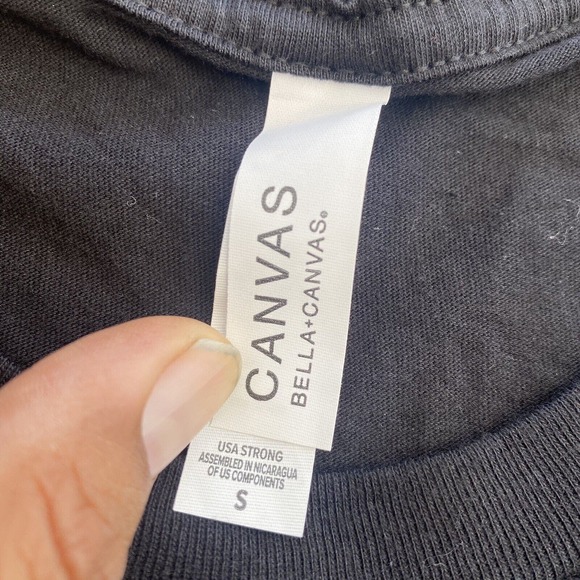 CANVAS
BELLA+CANVAS®
USA STRONG
ASSEMBLED IN NICARAGUA
OF US COMPONENTS
S